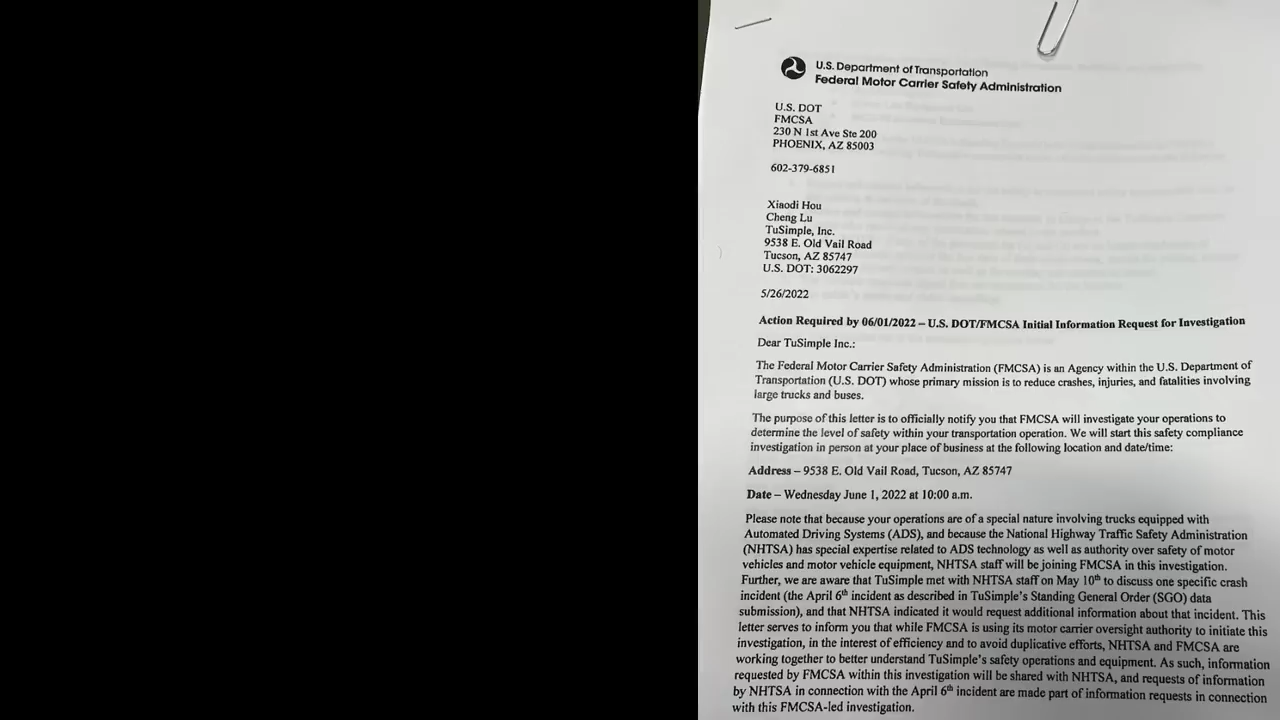 U.S. Department of Transportation
Federal Motor Carrier Safety Administration
U.S. DOT
FMCSA
230 N 1st Ave Ste 200
PHOENIX, AZ 85003
602-379-6851
Xiaodi Hou
Cheng Lu
TuSimple, Inc.
9538 E. Old Vail Road
Tucson, AZ 85747
U.S. DOT: 3062297
5/26/2022
Action Required by 06/01/2022 – U.S. DOT/FMCSA Initial Information Request for Investigation
Dear TuSimple Inc.:
The Federal Motor Carrier Safety Administration (FMCSA) is an Agency within the U.S. Department of
Transportation (U.S. DOT) whose primary mission is to reduce crashes, injuries, and fatalities involving
large trucks and buses.
The purpose of this letter is to officially notify you that FMCSA will investigate your operations to
determine the level of safety within your transportation operation. We will start this safety compliance
investigation in person at your place of business at the following location and date/time:
Address – 9538 E. Old Vail Road, Tucson, AZ 85747
Date – Wednesday June 1, 2022 at 10:00 a.m.
Please note that because your operations are of a special nature involving trucks equipped with
Automated Driving Systems (ADS), and because the National Highway Traffic Safety Administration
(NHTSA) has special expertise related to ADS technology as well as authority over safety of motor
vehicles and motor vehicle equipment, NHTSA staff will be joining FMCSA in this investigation.
Further, we are aware that TuSimple met with NHTSA staff on May 10th to discuss one specific crash
incident (the April 6th incident as described in TuSimple's Standing General Order (SGO) data
submission), and that NHTSA indicated it would request additional information about that incident. This
letter serves to inform you that while FMCSA is using its motor carrier oversight authority to initiate this
investigation, in the interest of efficiency and to avoid duplicative efforts, NHTSA and FMCSA are
working together to better understand TuSimple's safety operations and equipment. As such, information
requested by FMCSA within this investigation will be shared with NHTSA, and requests of information
by NHTSA in connection with the April 6th incident are made part of information requests in connection
with this FMCSA-led investigation.